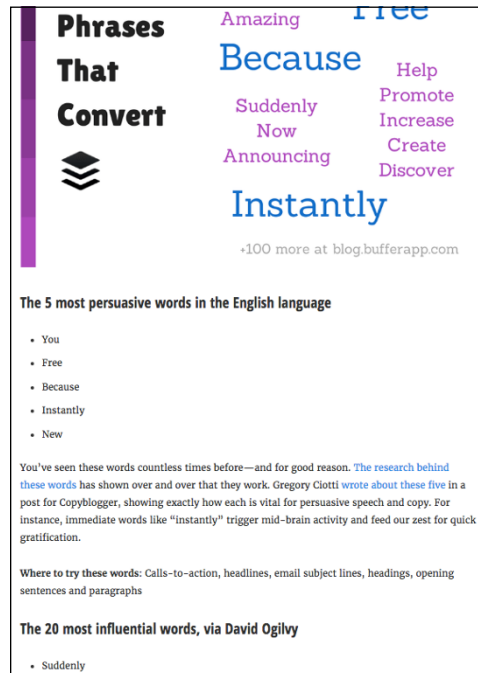 Phrases
That
Convert
Amazing
Free
Because
Help
Promote
Increase
Create
Discover
Suddenly
Now
Announcing
Instantly
+100 more at blog.bufferapp.com
The 5 most persuasive words in the English language
• You
• Free
• Because
• Instantly
• New
You’ve seen these words countless times before—and for good reason. The research behind
these words has shown over and over that they work. Gregory Ciotti wrote about these five in a
post for Copyblogger, showing exactly how each is vital for persuasive speech and copy. For
instance, immediate words like “instantly” trigger mid-brain activity and feed our zest for quick
gratification.
Where to try these words: Calls-to-action, headlines, email subject lines, headings, opening
sentences and paragraphs
The 20 most influential words, via David Ogilvy
• Suddenly